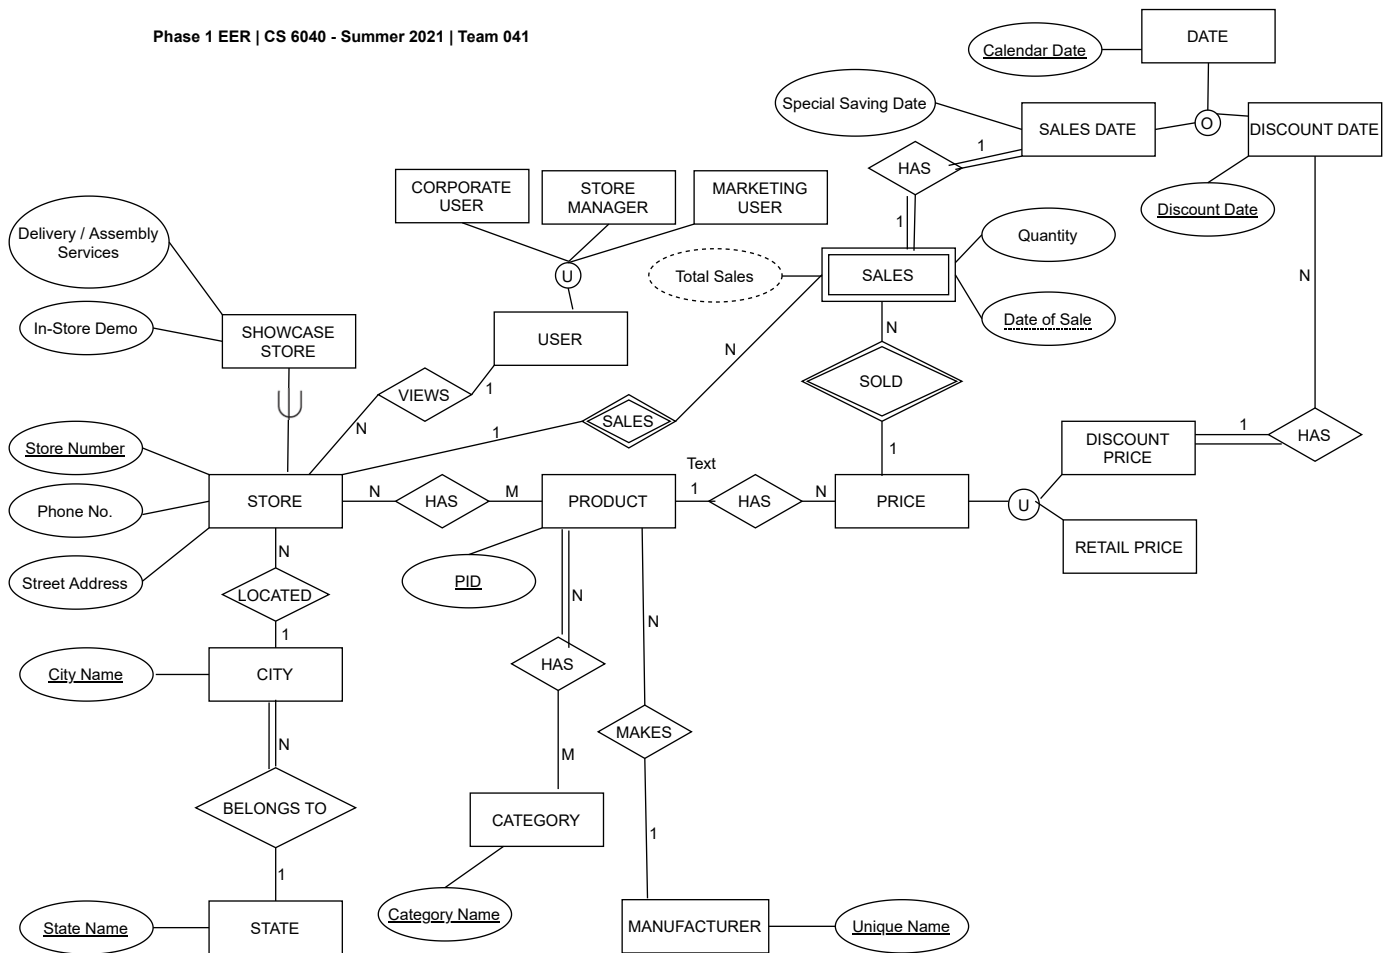 Phase 1 EER | CS 6040 - Summer 2021 | Team 041
DATE
Calendar Date
Special Saving Date
SALES DATE
O
DISCOUNT DATE
1
HAS
CORPORATE
USER
STORE
MANAGER
MARKETING
USER
Discount Date
1
Delivery / Assembly
Services
Quantity
U
Total Sales
SALES
N
In-Store Demo
SHOWCASE
STORE
USER
Date of Sale
N
N
VIEWS
1
SOLD
N
1
SALES
1
HAS
Store Number
DISCOUNT
PRICE
1
Text
STORE
N
HAS
M
PRODUCT
1
HAS
N
PRICE
U
Phone No.
RETAIL PRICE
N
Street Address
PID
LOCATED
N
N
1
HAS
City Name
CITY
MAKES
N
M
BELONGS TO
CATEGORY
1
1
Category Name
State Name
STATE
MANUFACTURER
Unique Name